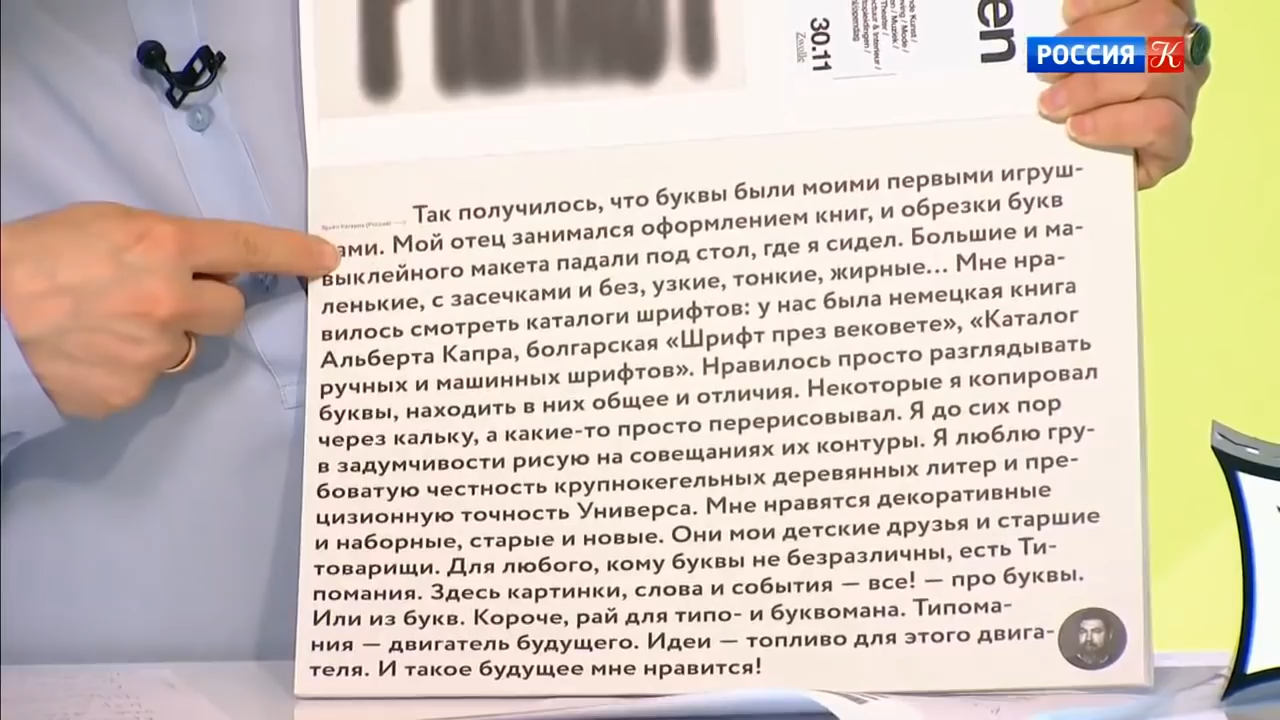 en
30.11
Zwolle
РОССИЯ К
Так получилось, что буквы были моими первыми игруш-
ами. Мой отец занимался оформлением книг, и обрезки букв
выклейного макета падали под стол, где я сидел. Большие и ма-
ленькие, с засечками и без, узкие, тонкие, жирные... Мне нра-
вилось смотреть каталоги шрифтов: у нас была немецкая книга
Альберта Капра, болгарская «Шрифт през вековете», «Каталог
ручных и машинных шрифтов». Нравилось просто разглядывать
буквы, находить в них общее и отличия. Некоторые я копировал
через кальку, а какие-то просто перерисовывал. Я до сих пор
в задумчивости рисую на совещаниях их контуры. Я люблю гру-
боватую честность крупнокегельных деревянных литер и пре-
цизионную точность Универса. Мне нравятся декоративные
и наборные, старые и новые. Они мои детские друзья и старшие
товарищи. Для любого, кому буквы не безразличны, есть Ти-
помания. Здесь картинки, слова и события — все! — про буквы.
Или из букв. Короче, рай для типо- и буквомана. Типома-
ния — двигатель будущего. Идеи — топливо для этого двига-
теля. И такое будущее мне нравится!